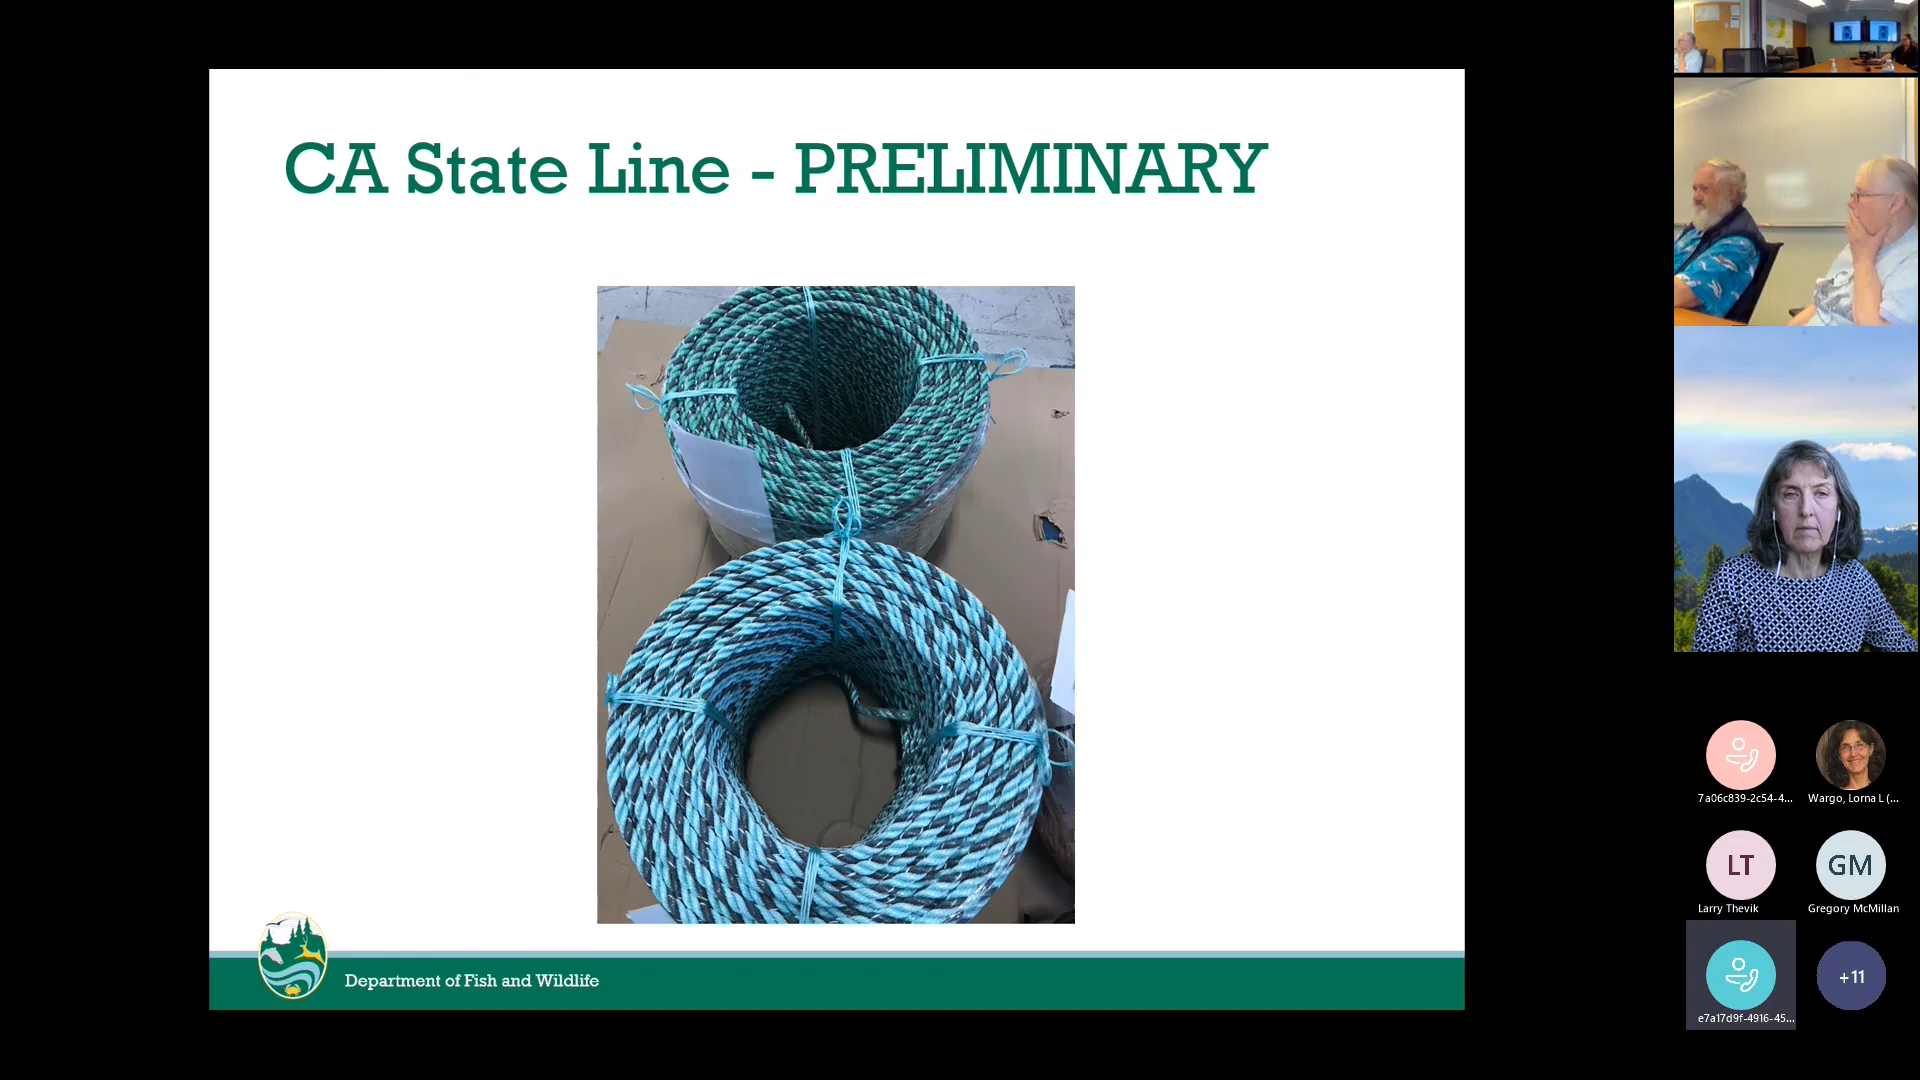 CA State Line - PRELIMINARY
Department of Fish and Wildlife
7a06c839-2c54-4...
Wargo, Lorna L (...
LT
GM
Larry Thevik
Gregory McMillan
e7a17d9f-4916-45...
+11